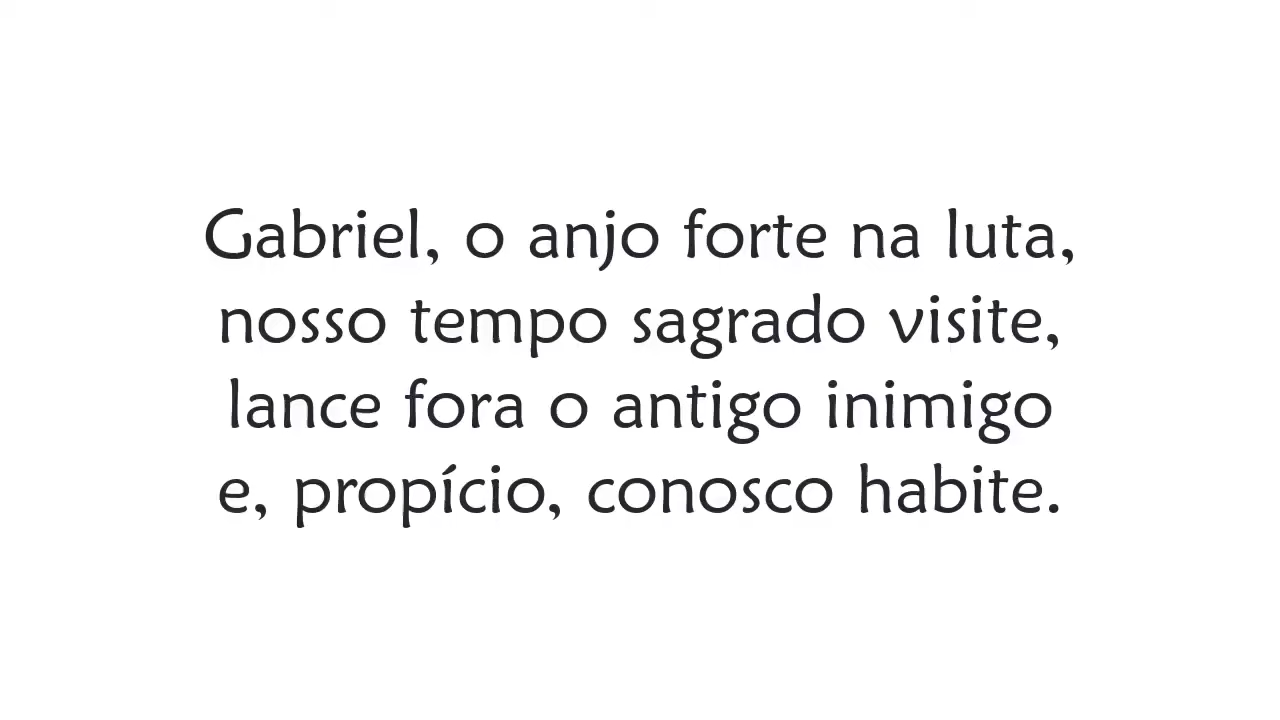 Gabriel, o anjo forte na luta,
nosso tempo sagrado visite,
lance fora o antigo inimigo
e, propício, conosco habite.